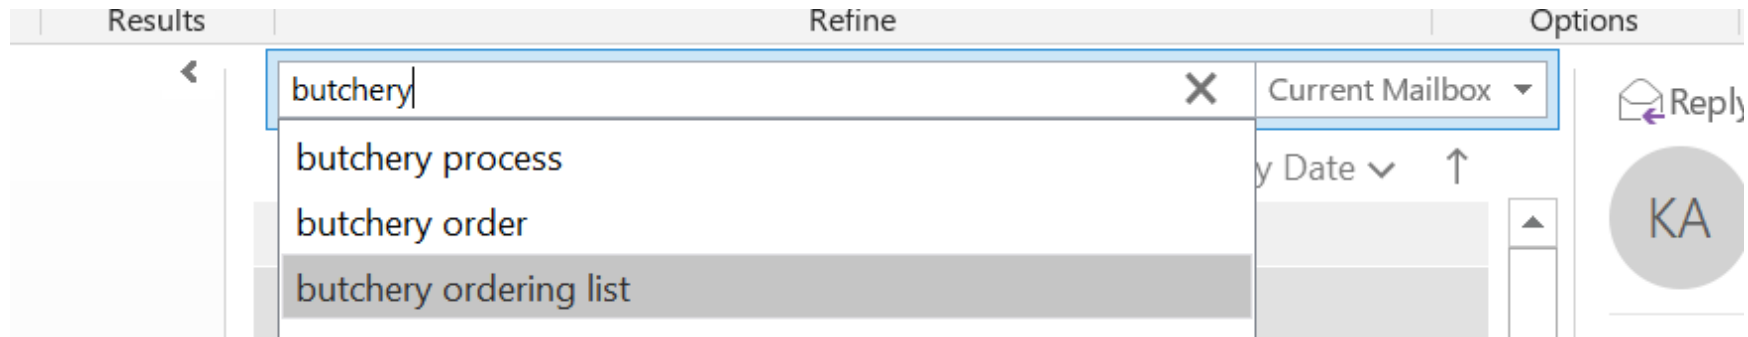 Results Refine Options
butchery Current Mailbox Reply
butchery process y Date
butchery order KA
butchery ordering list